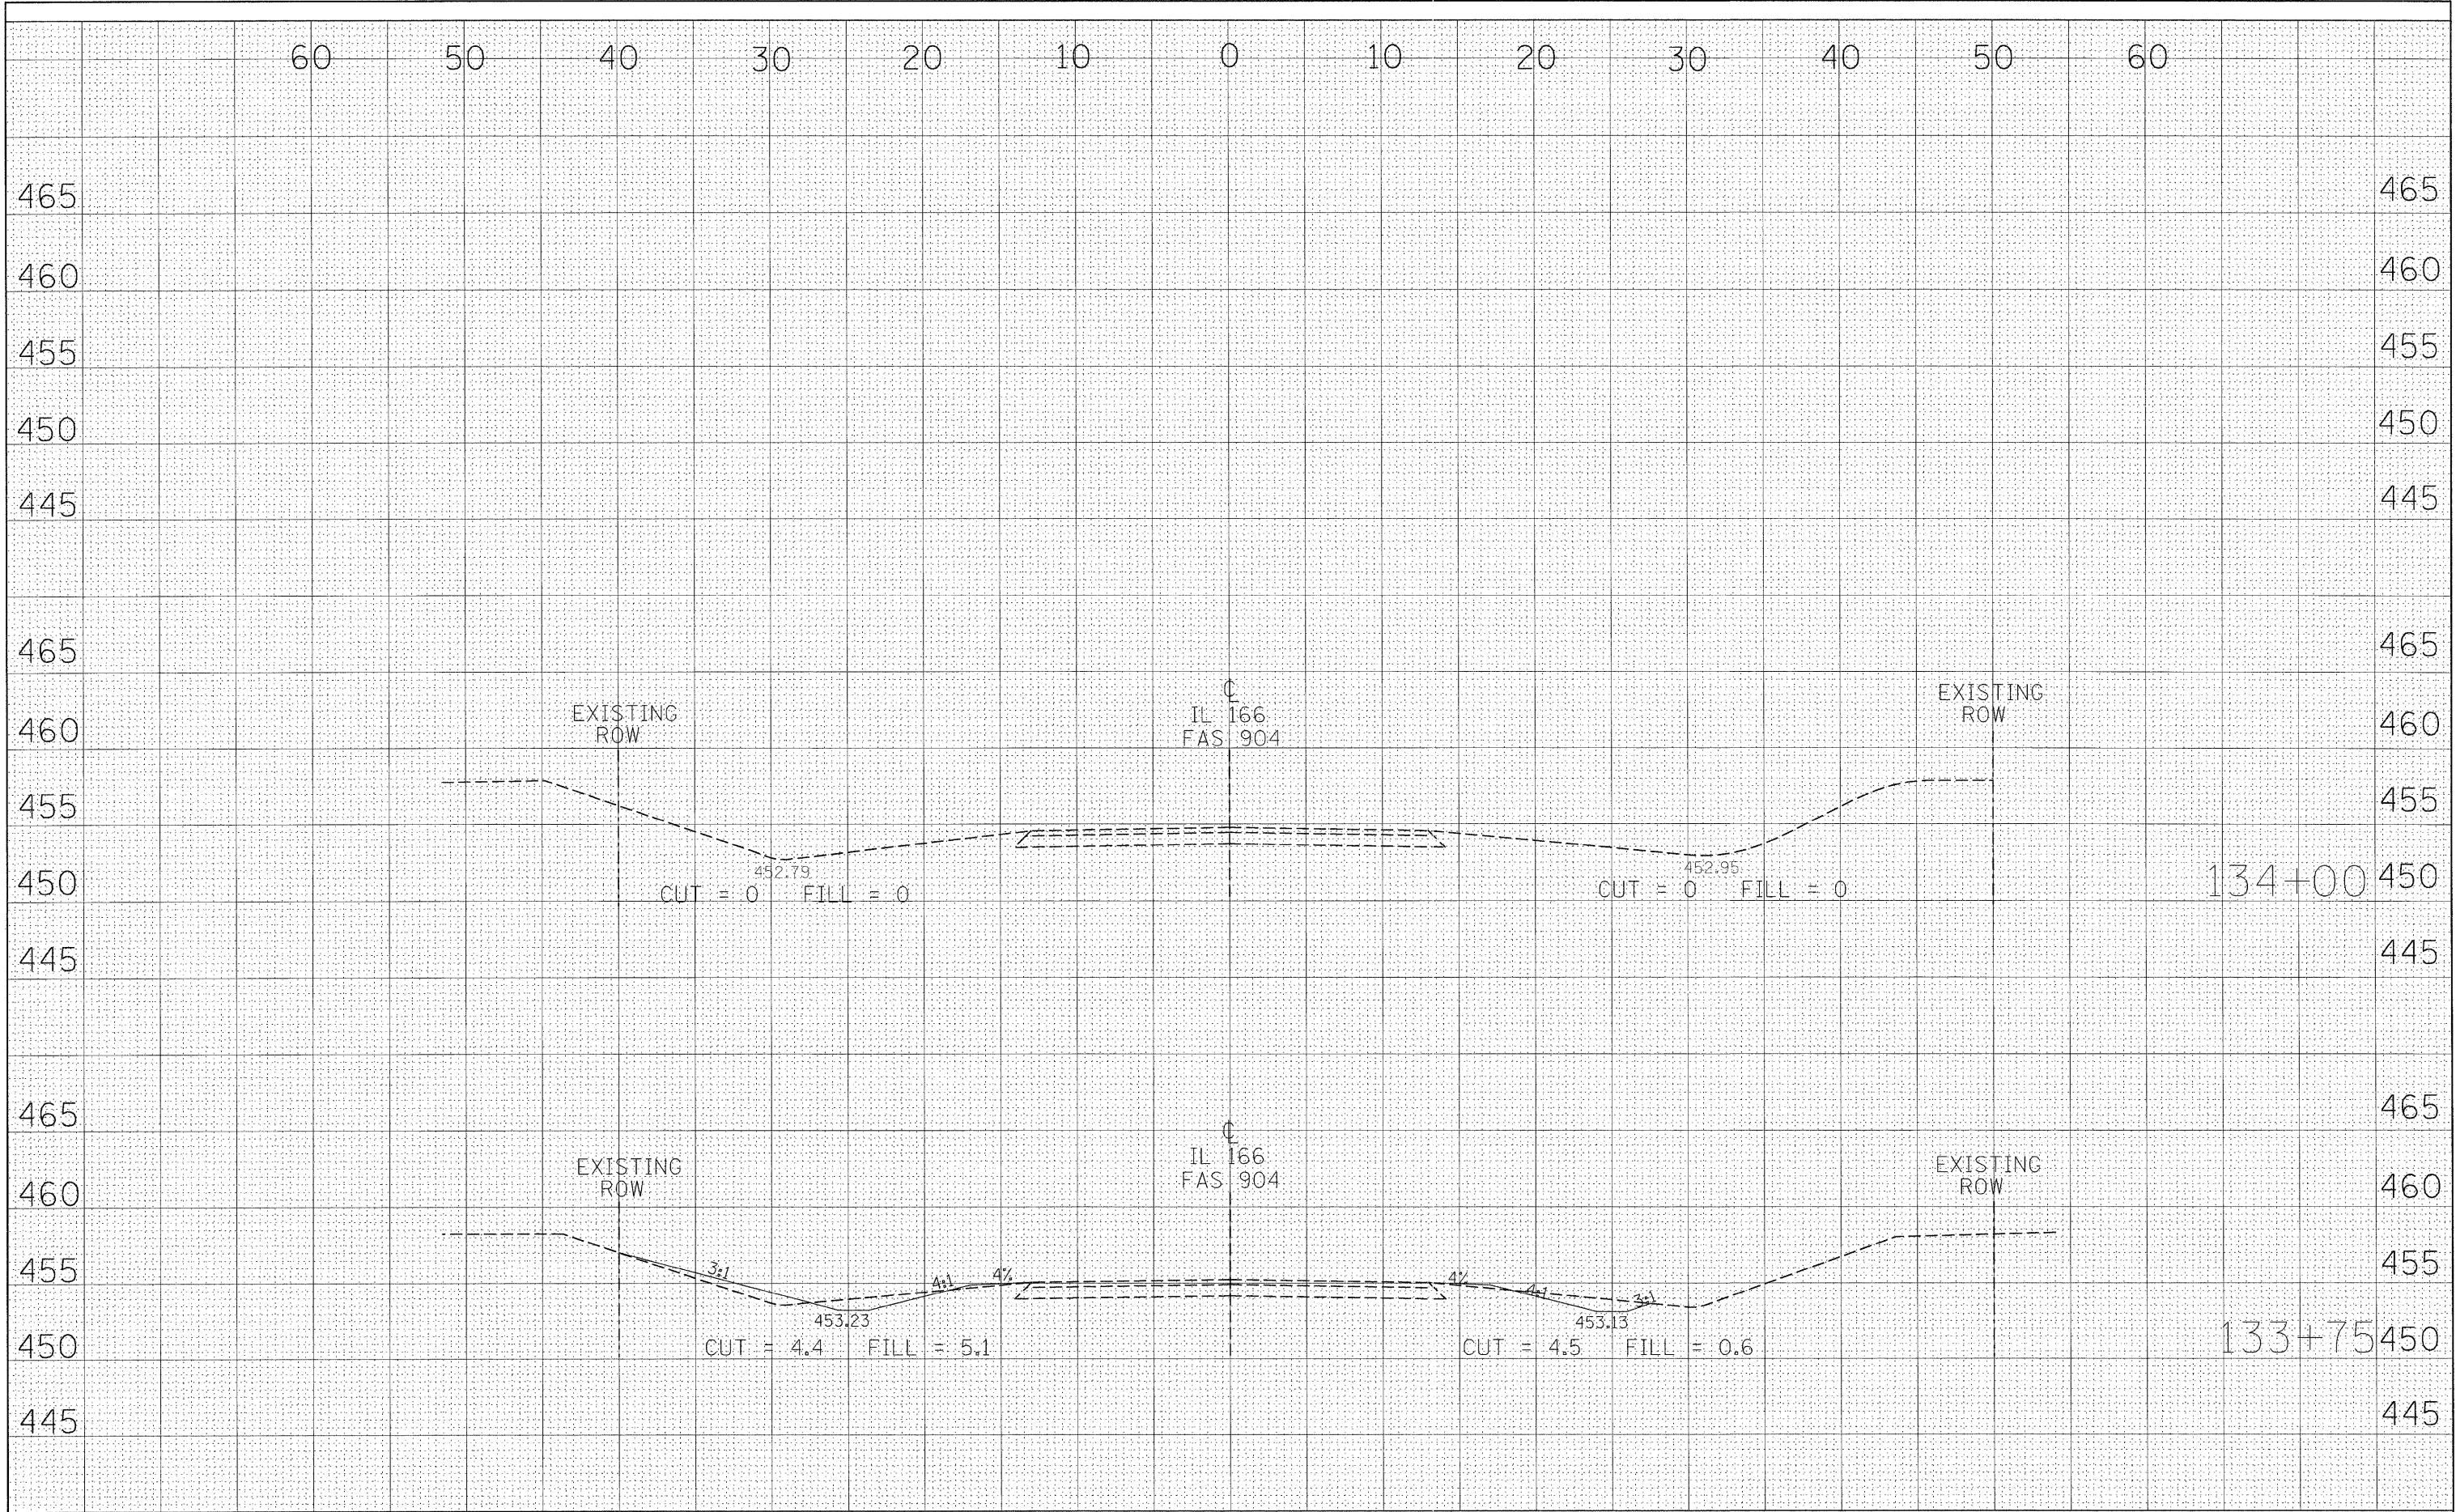 60 50 40 30 20 10 0 10 20 30 40 50 60
465 465
460 460
455 455
450 450
445 445
465 465
℄
EXISTING
ROW
IL 166
FAS 904
EXISTING
ROW
460 460
455 455
452.79
CUT = 0 FILL = 0
452.95
CUT = 0 FILL = 0
134+00
450 450
445 445
465 465
℄
EXISTING
ROW
IL 166
FAS 904
EXISTING
ROW
460 460
455 455
3:1 4:1 4% 4% 4:1 3:1
453.23
CUT = 4.4 FILL = 5.1
453.13
CUT = 4.5 FILL = 0.6
133+75
450 450
445 445